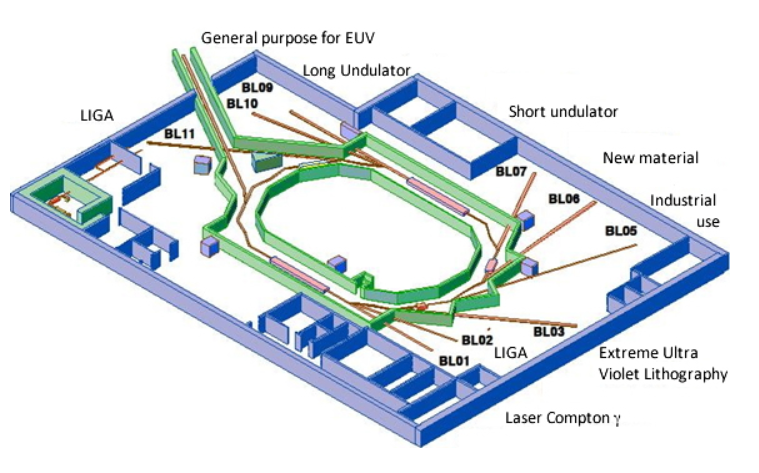 General purpose for EUV
Long Undulator
BL09
BL10
LIGA
Short undulator
BL11
New material
BL07
BL06
Industrial
use
BL05
BL03
BL02
LIGA
BL01
Extreme Ultra
Violet Lithography
Laser Compton γ